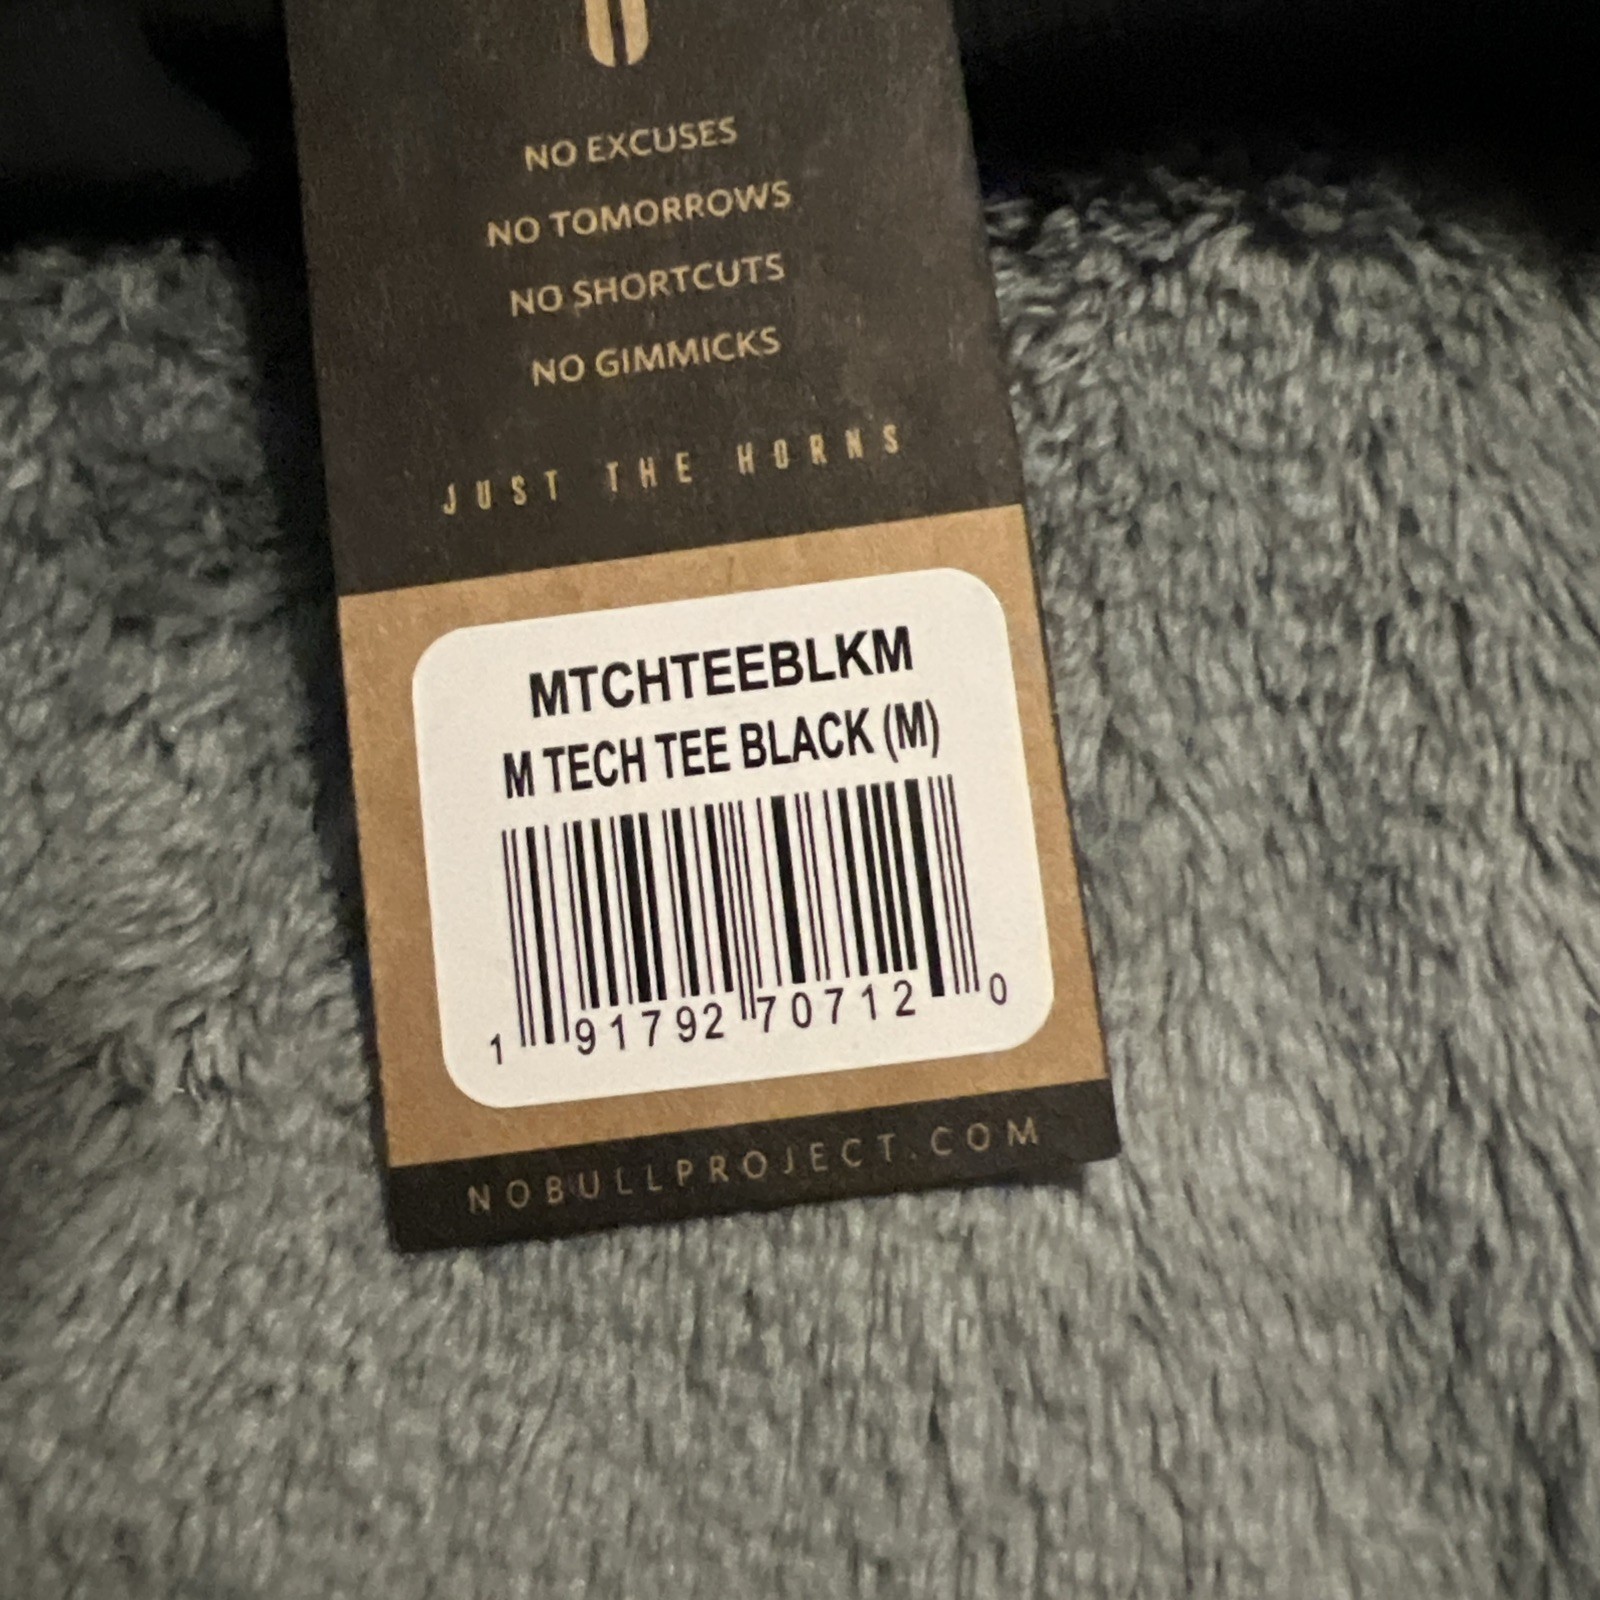 NO EXCUSES
NO TOMORROWS
NO SHORTCUTS
NO GIMMICKS
JUST THE HORNS
MTCHTEEBLKM
M TECH TEE BLACK (M)
1 91792 70712 0
NOBULLPROJECT.COM